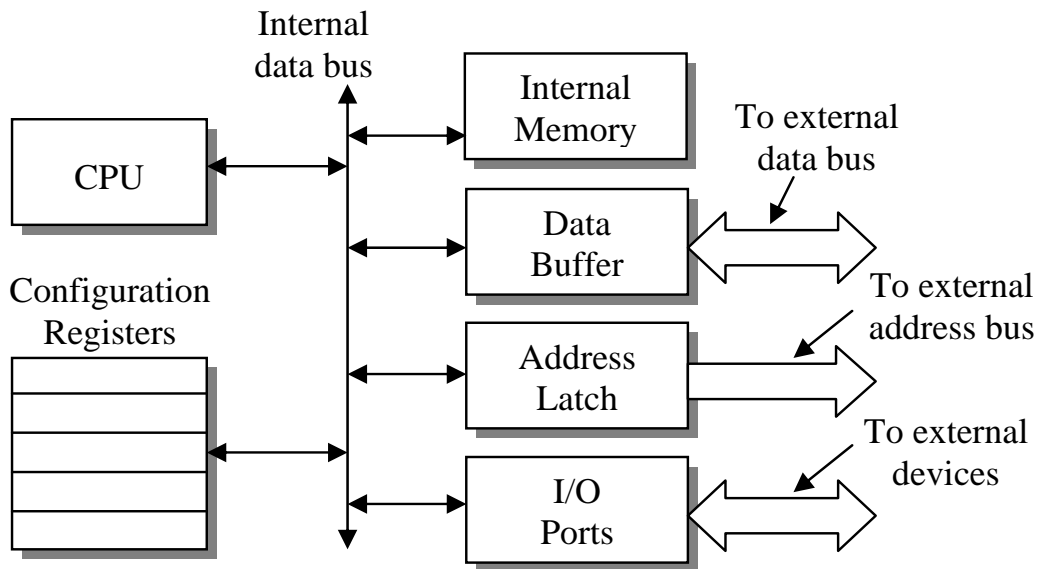 Internal
data bus
Internal
Memory
To external
data bus
CPU
Data
Buffer
Configuration
Registers
To external
address bus
Address
Latch
To external
devices
I/O
Ports